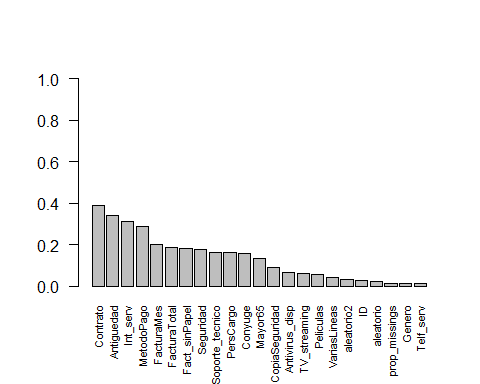 1.0
0.8
0.6
0.4
0.2
0.0
Contrato
Antiguedad
Int_serv
MetodoPago
FacturaMes
FacturaTotal
Fact_sinPapel
Seguridad
Soporte_tecnico
PersCargo
Conyuge
Mayor65
CopiaSeguridad
Antivirus_disp
TV_streaming
Peliculas
VariasLineas
aleatorio2
ID
aleatorio
prop_missings
Genero
Telf_serv